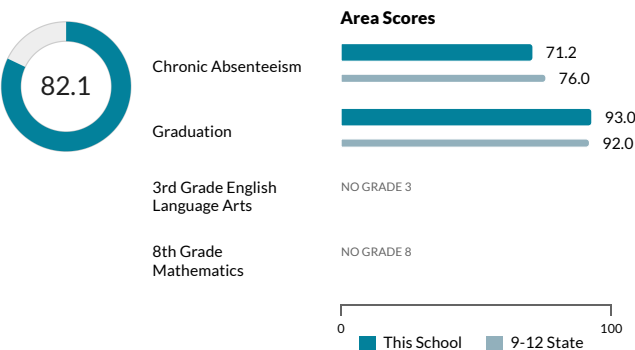 Area Scores
82.1
Chronic Absenteeism
71.2
76.0
Graduation
93.0
92.0
3rd Grade English
Language Arts
NO GRADE 3
8th Grade
Mathematics
NO GRADE 8
0
100
This School
9-12 State